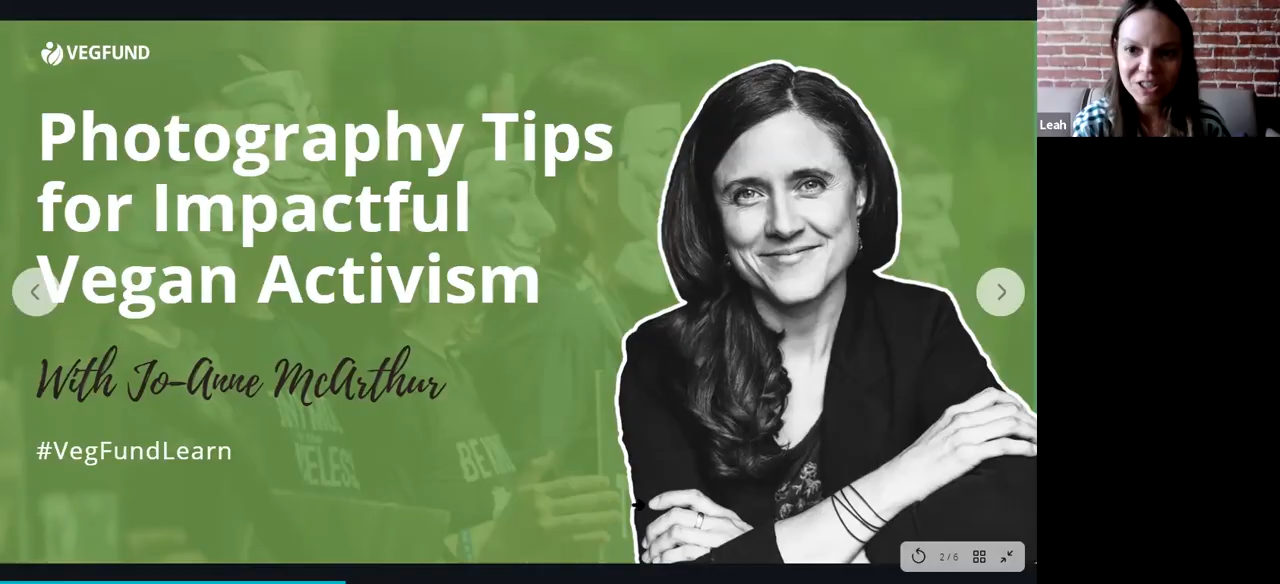 VEGFUND
Photography Tips
for Impactful
Vegan Activism
With Jo-Anne McArthur
#VegFundLearn
Leah
2/6